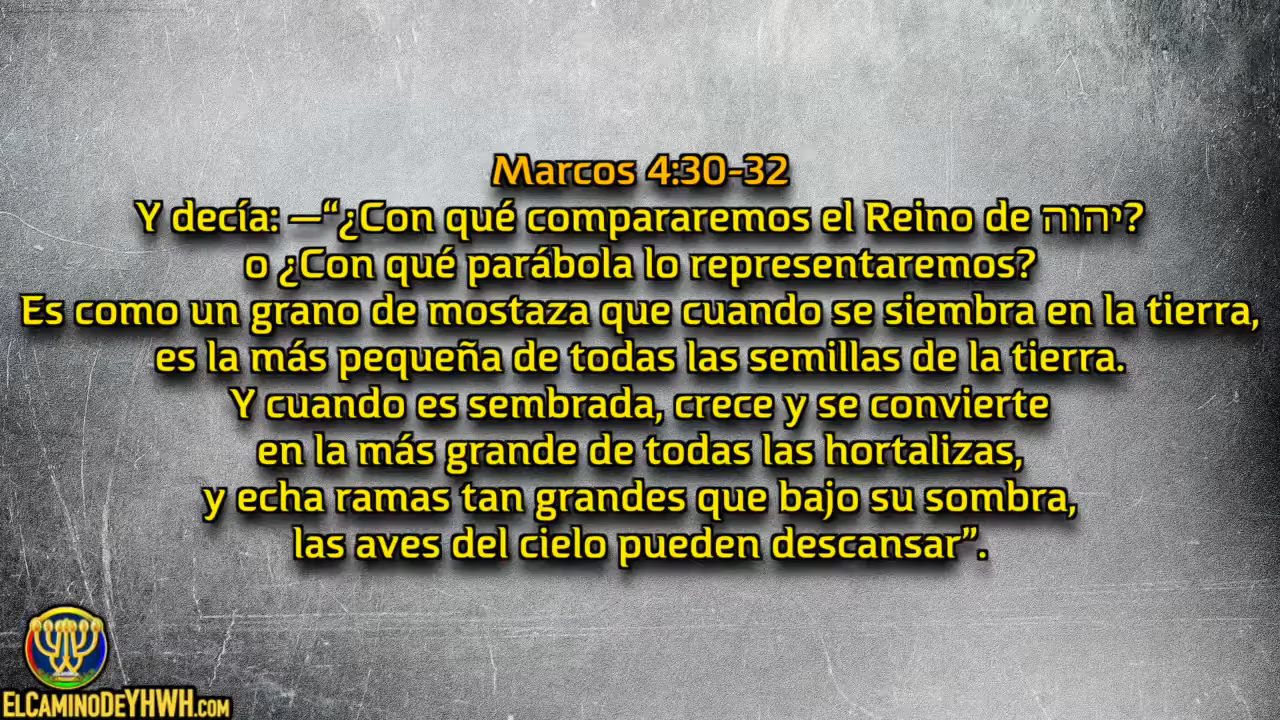 Marcos 4:30-32
Y decía: —“¿Con qué compararemos el Reino de יהוה?
o ¿Con qué parábola lo representaremos?
Es como un grano de mostaza que cuando se siembra en la tierra,
es la más pequeña de todas las semillas de la tierra.
Y cuando es sembrada, crece y se convierte
en la más grande de todas las hortalizas,
y echa ramas tan grandes que bajo su sombra,
las aves del cielo pueden descansar”.
ELCAMINODEYHWH.COM